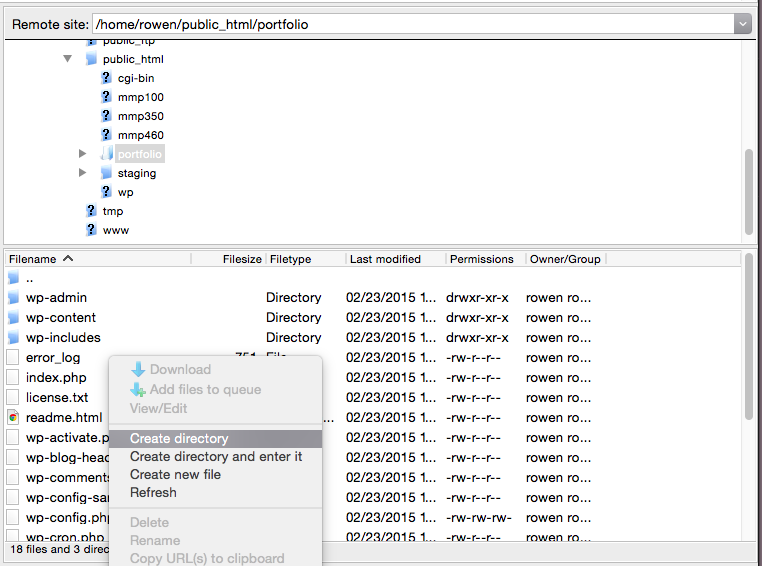 Remote site: /home/rowen/public_html/portfolio
public_ftp
public_html
cgi-bin
mmp100
mmp350
mmp460
portfolio
staging
wp
tmp
www
Filename Filesize Filetype Last modified Permissions Owner/Group
..
wp-admin Directory 02/23/2015 1... drwxr-xr-x rowen ro...
wp-content Directory 02/23/2015 1... drwxr-xr-x rowen ro...
wp-includes Directory 02/23/2015 1... drwxr-xr-x rowen ro...
error_log 751 File 02/23/2015 1... -rw-r--r-- rowen ro...
index.php 02/23/2015 1... -rw-r--r-- rowen ro...
license.txt 02/23/2015 1... -rw-r--r-- rowen ro...
readme.html ... 02/23/2015 1... -rw-r--r-- rowen ro...
wp-activate.p 02/23/2015 1... -rw-r--r-- rowen ro...
wp-blog-head 02/23/2015 1... -rw-r--r-- rowen ro...
wp-comments 02/23/2015 1... -rw-r--r-- rowen ro...
wp-config-sar 02/23/2015 1... -rw-r--r-- rowen ro...
wp-config.php 02/23/2015 1... -rw-rw-rw- rowen ro...
wp-cron.php 02/23/2015 1... -rw-r--r-- rowen ro...
18 files and 3 direc
Download
Add files to queue
View/Edit
Create directory
Create directory and enter it
Create new file
Refresh
Delete
Rename
Copy URL(s) to clipboard